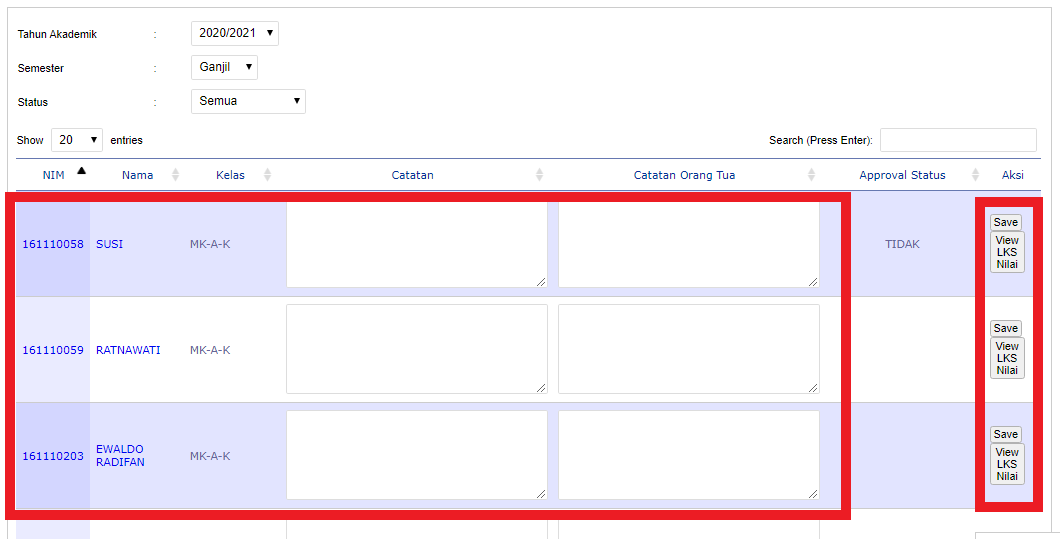 Tahun Akademik : 2020/2021
Semester : Ganjil
Status : Semua
Show 20 entries Search (Press Enter):
NIM Nama Kelas Catatan Catatan Orang Tua Approval Status Aksi
161110058 SUSI MK-A-K TIDAK Save
View
LKS
Nilai
161110059 RATNAWATI MK-A-K Save
View
LKS
Nilai
161110203 EWALDO
RADIFAN MK-A-K Save
View
LKS
Nilai